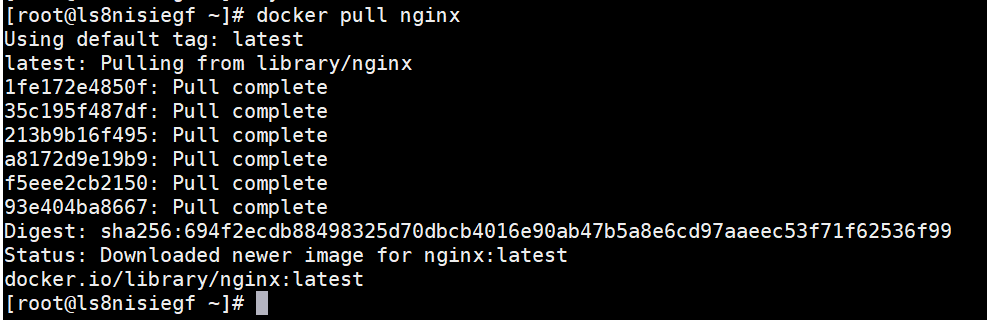 [root@ls8nisiegf ~]# docker pull nginx
Using default tag: latest
latest: Pulling from library/nginx
1fe172e4850f: Pull complete
35c195f487df: Pull complete
213b9b16f495: Pull complete
a8172d9e19b9: Pull complete
f5eee2cb2150: Pull complete
93e404ba8667: Pull complete
Digest: sha256:694f2ecdb88498325d70dbcb4016e90ab47b5a8e6cd97aaeec53f71f62536f99
Status: Downloaded newer image for nginx:latest
docker.io/library/nginx:latest
[root@ls8nisiegf ~]#